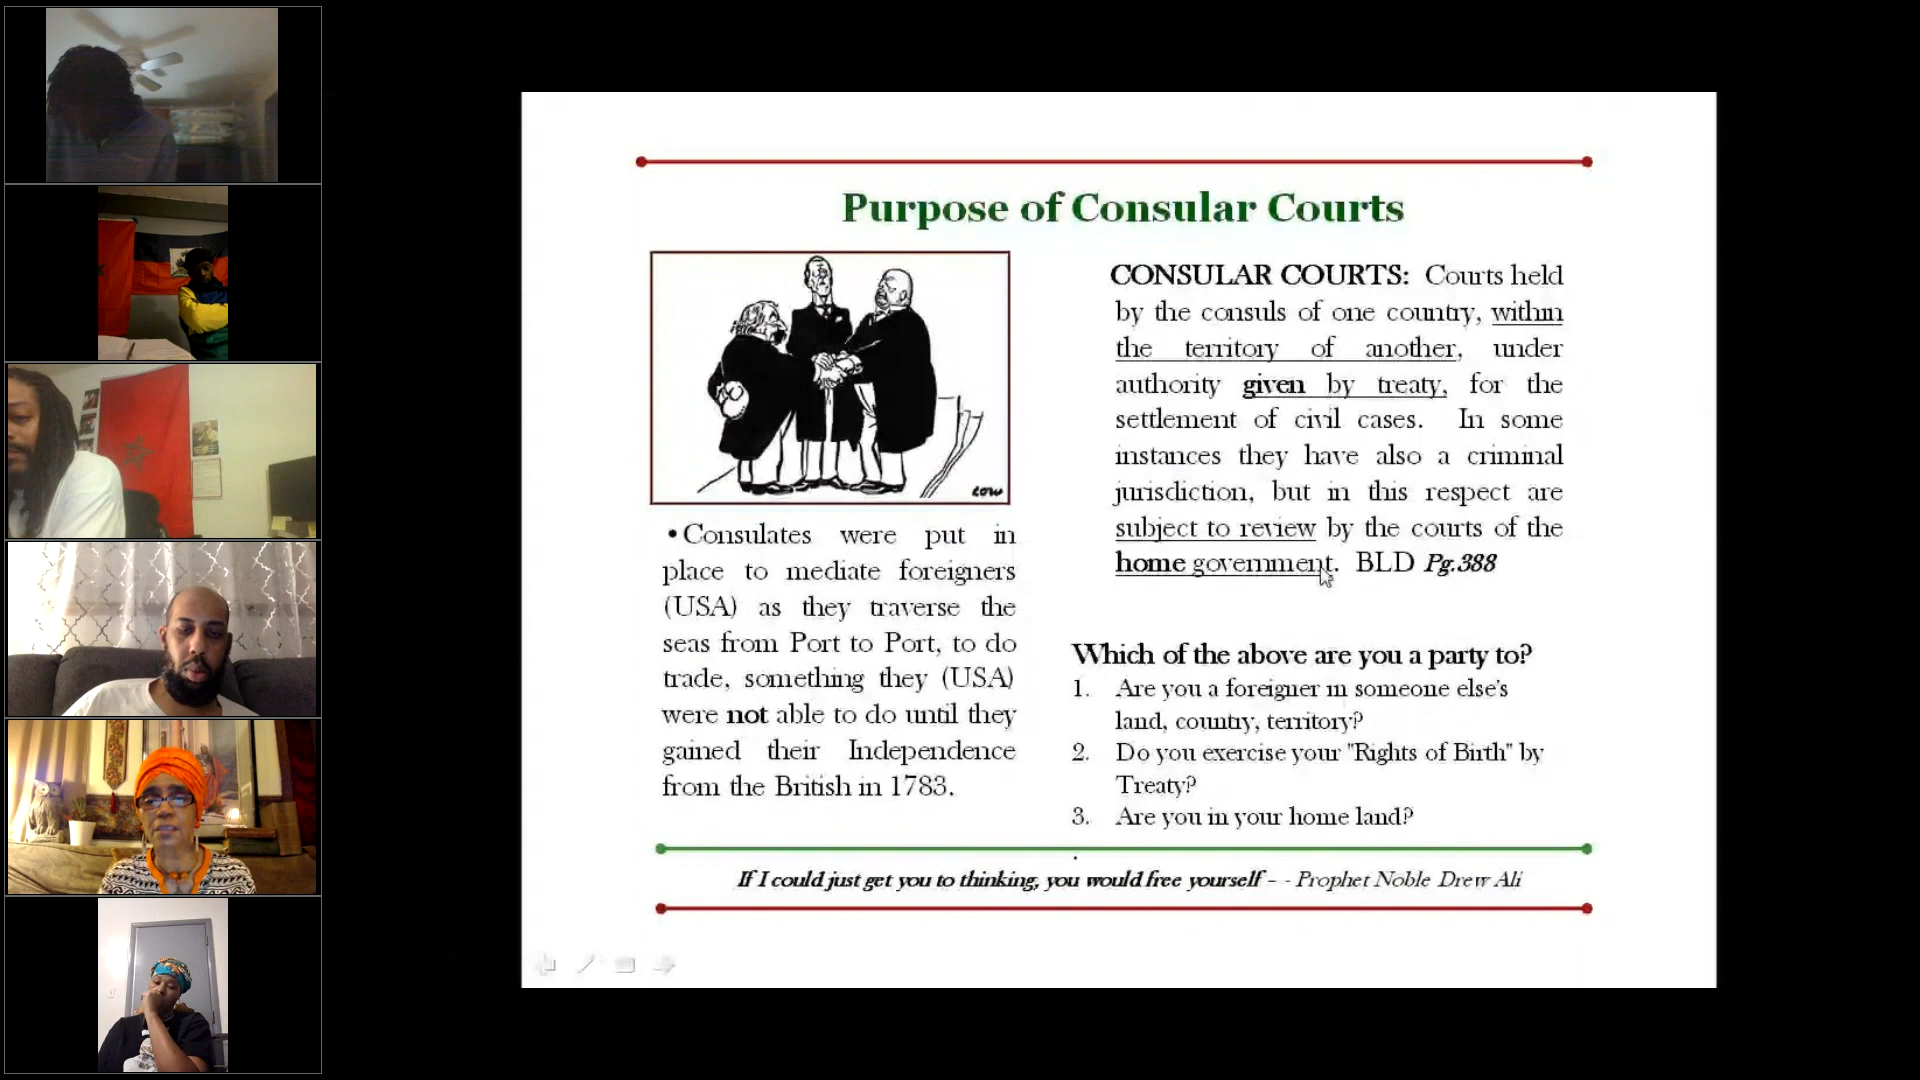 Purpose of Consular Courts
LOW
•Consulates were put in
place to mediate foreigners
(USA) as they traverse the
seas from Port to Port, to do
trade, something they (USA)
were not able to do until they
gained their Independence
from the British in 1783.
CONSULAR COURTS: Courts held
by the consuls of one country, within
the territory of another, under
authority given by treaty, for the
settlement of civil cases. In some
instances they have also a criminal
jurisdiction, but in this respect are
subject to review by the courts of the
home government. BLD Pg.388
Which of the above are you a party to?
1. Are you a foreigner in someone else's
land, country, territory?
2. Do you exercise your "Rights of Birth" by
Treaty?
3. Are you in your home land?
If I could just get you to thinking, you would free yourself - - Prophet Noble Drew Ali